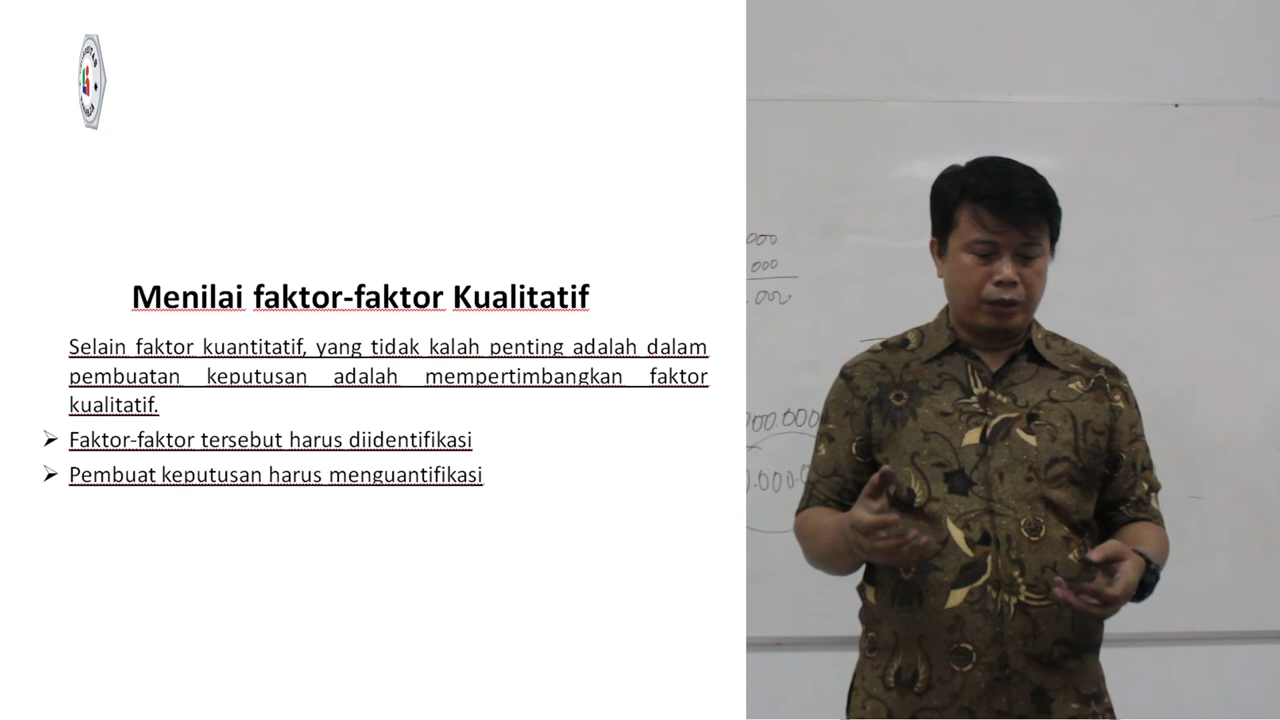 Menilai faktor-faktor Kualitatif
Selain faktor kuantitatif, yang tidak kalah penting adalah dalam
pembuatan keputusan adalah mempertimbangkan faktor
kualitatif.
Faktor-faktor tersebut harus diidentifikasi
Pembuat keputusan harus menguantifikasi